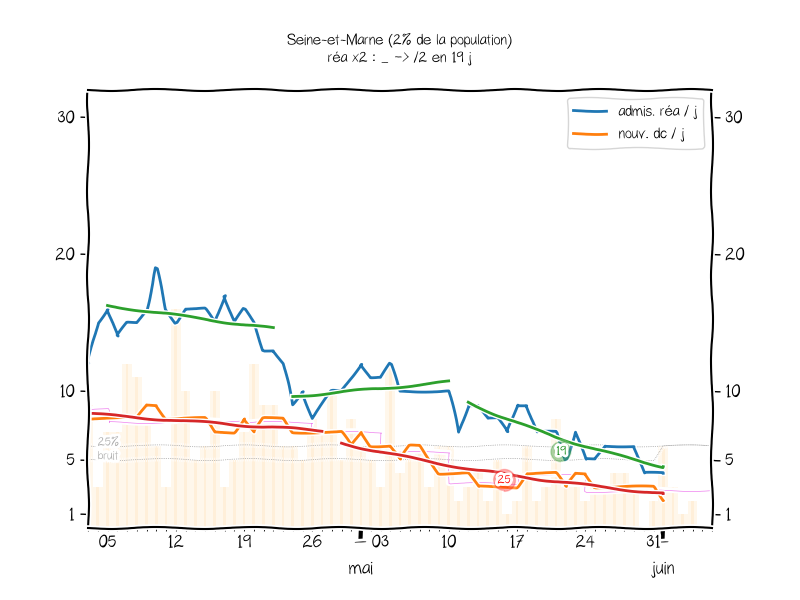 Seine-et-Marne (2% de la population)
réa x2 : _ -> /2 en 19 j
admis. réa / j
nouv. dc / j
30
30
20
20
10
10
5
5
1
1
25%
bruit
19
25
05 12 19 26 03 10 17 24 31
mai juin